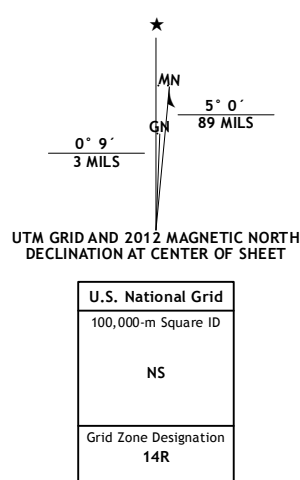 ★
MN
5° 0´
89 MILS
GN
0° 9´
3 MILS
UTM GRID AND 2012 MAGNETIC NORTH
DECLINATION AT CENTER OF SHEET
U.S. National Grid
100,000-m Square ID
NS
Grid Zone Designation
14R